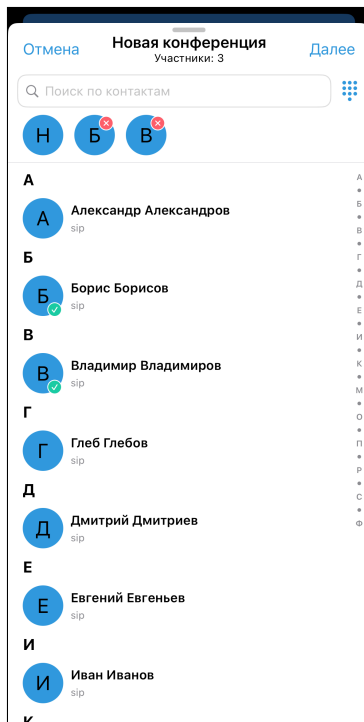 Отмена Новая конференция Далее
Участники: 3
Поиск по контактам
Н Б В
А
А Александр Александров
sip
Б
Б Борис Борисов
sip
В
В Владимир Владимиров
sip
Г
Г Глеб Глебов
sip
Д
Д Дмитрий Дмитриев
sip
Е
Е Евгений Евгеньев
sip
И
И Иван Иванов
sip
К
А
Б
В
Г
Д
Е
И
К
М
О
П
Р
С
Ф